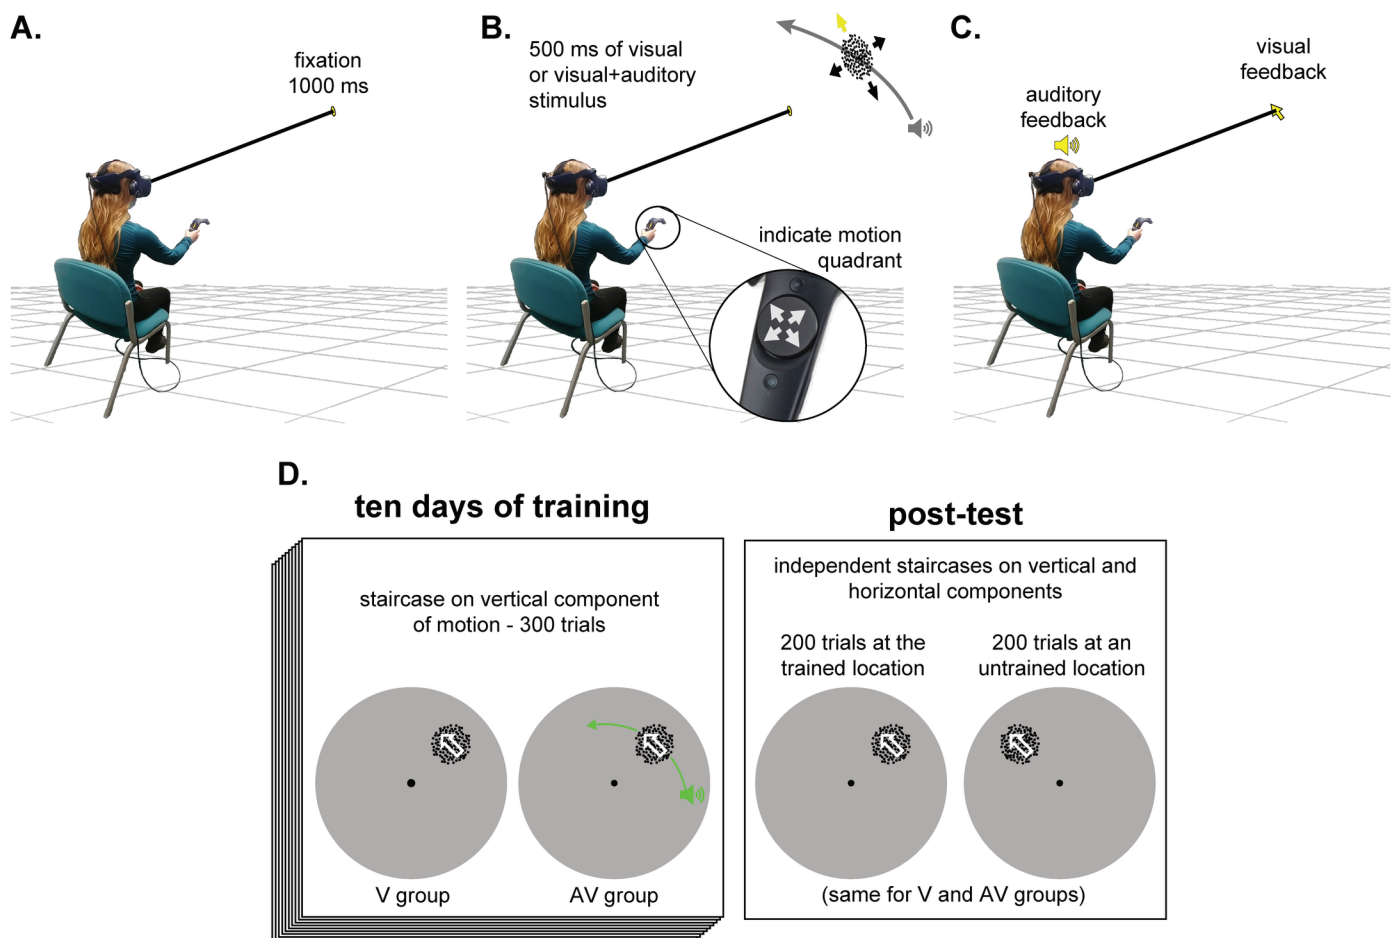 A.
fixation
1000 ms
B.
500 ms of visual
or visual+auditory
stimulus
indicate motion
quadrant
C.
visual
feedback
auditory
feedback
D.
ten days of training
staircase on vertical component
of motion - 300 trials
V group
AV group
post-test
independent staircases on vertical and
horizontal components
200 trials at the
trained location
200 trials at an
untrained location
(same for V and AV groups)